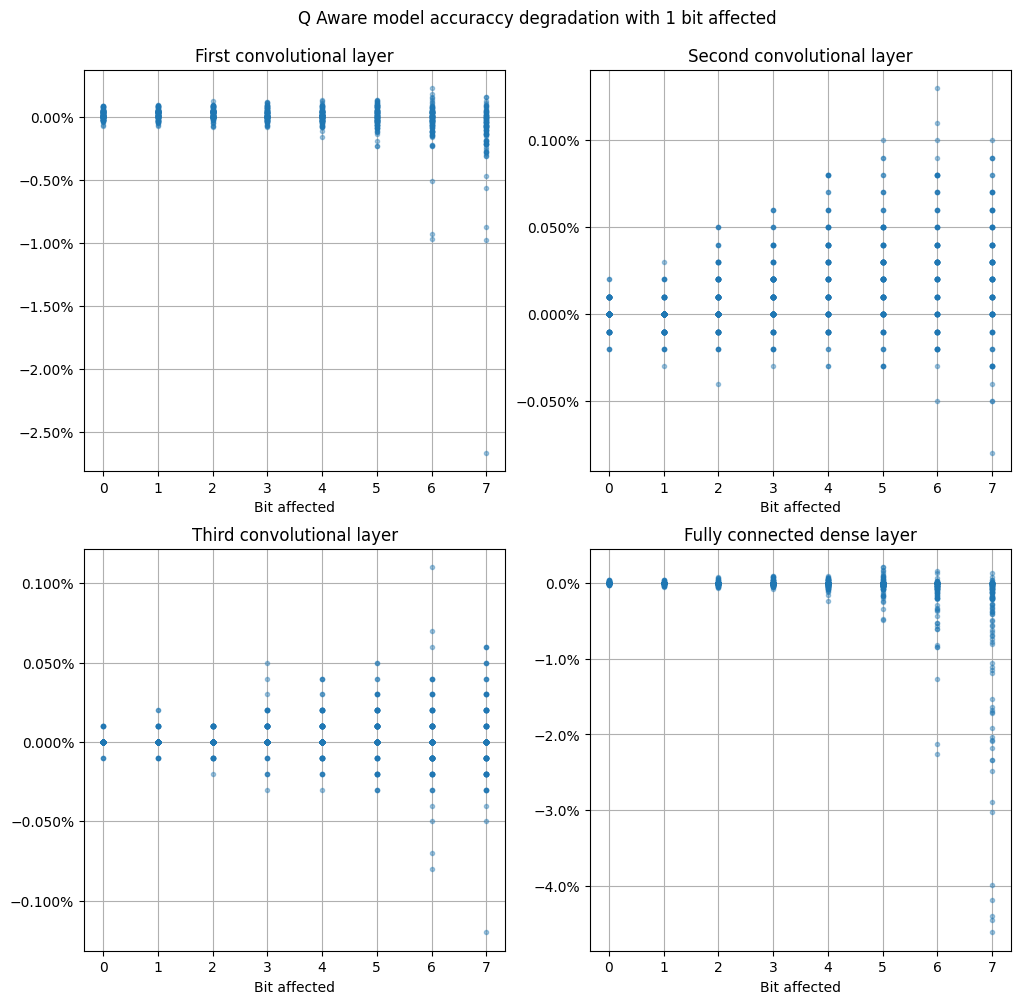 Q Aware model accuraccy degradation with 1 bit affected
First convolutional layer
0.00%
−0.50%
−1.00%
−1.50%
−2.00%
−2.50%
0 1 2 3 4 5 6 7
Bit affected
Second convolutional layer
0.100%
0.050%
0.000%
−0.050%
0 1 2 3 4 5 6 7
Bit affected
Third convolutional layer
0.100%
0.050%
0.000%
−0.050%
−0.100%
0 1 2 3 4 5 6 7
Bit affected
Fully connected dense layer
0.0%
−1.0%
−2.0%
−3.0%
−4.0%
0 1 2 3 4 5 6 7
Bit affected